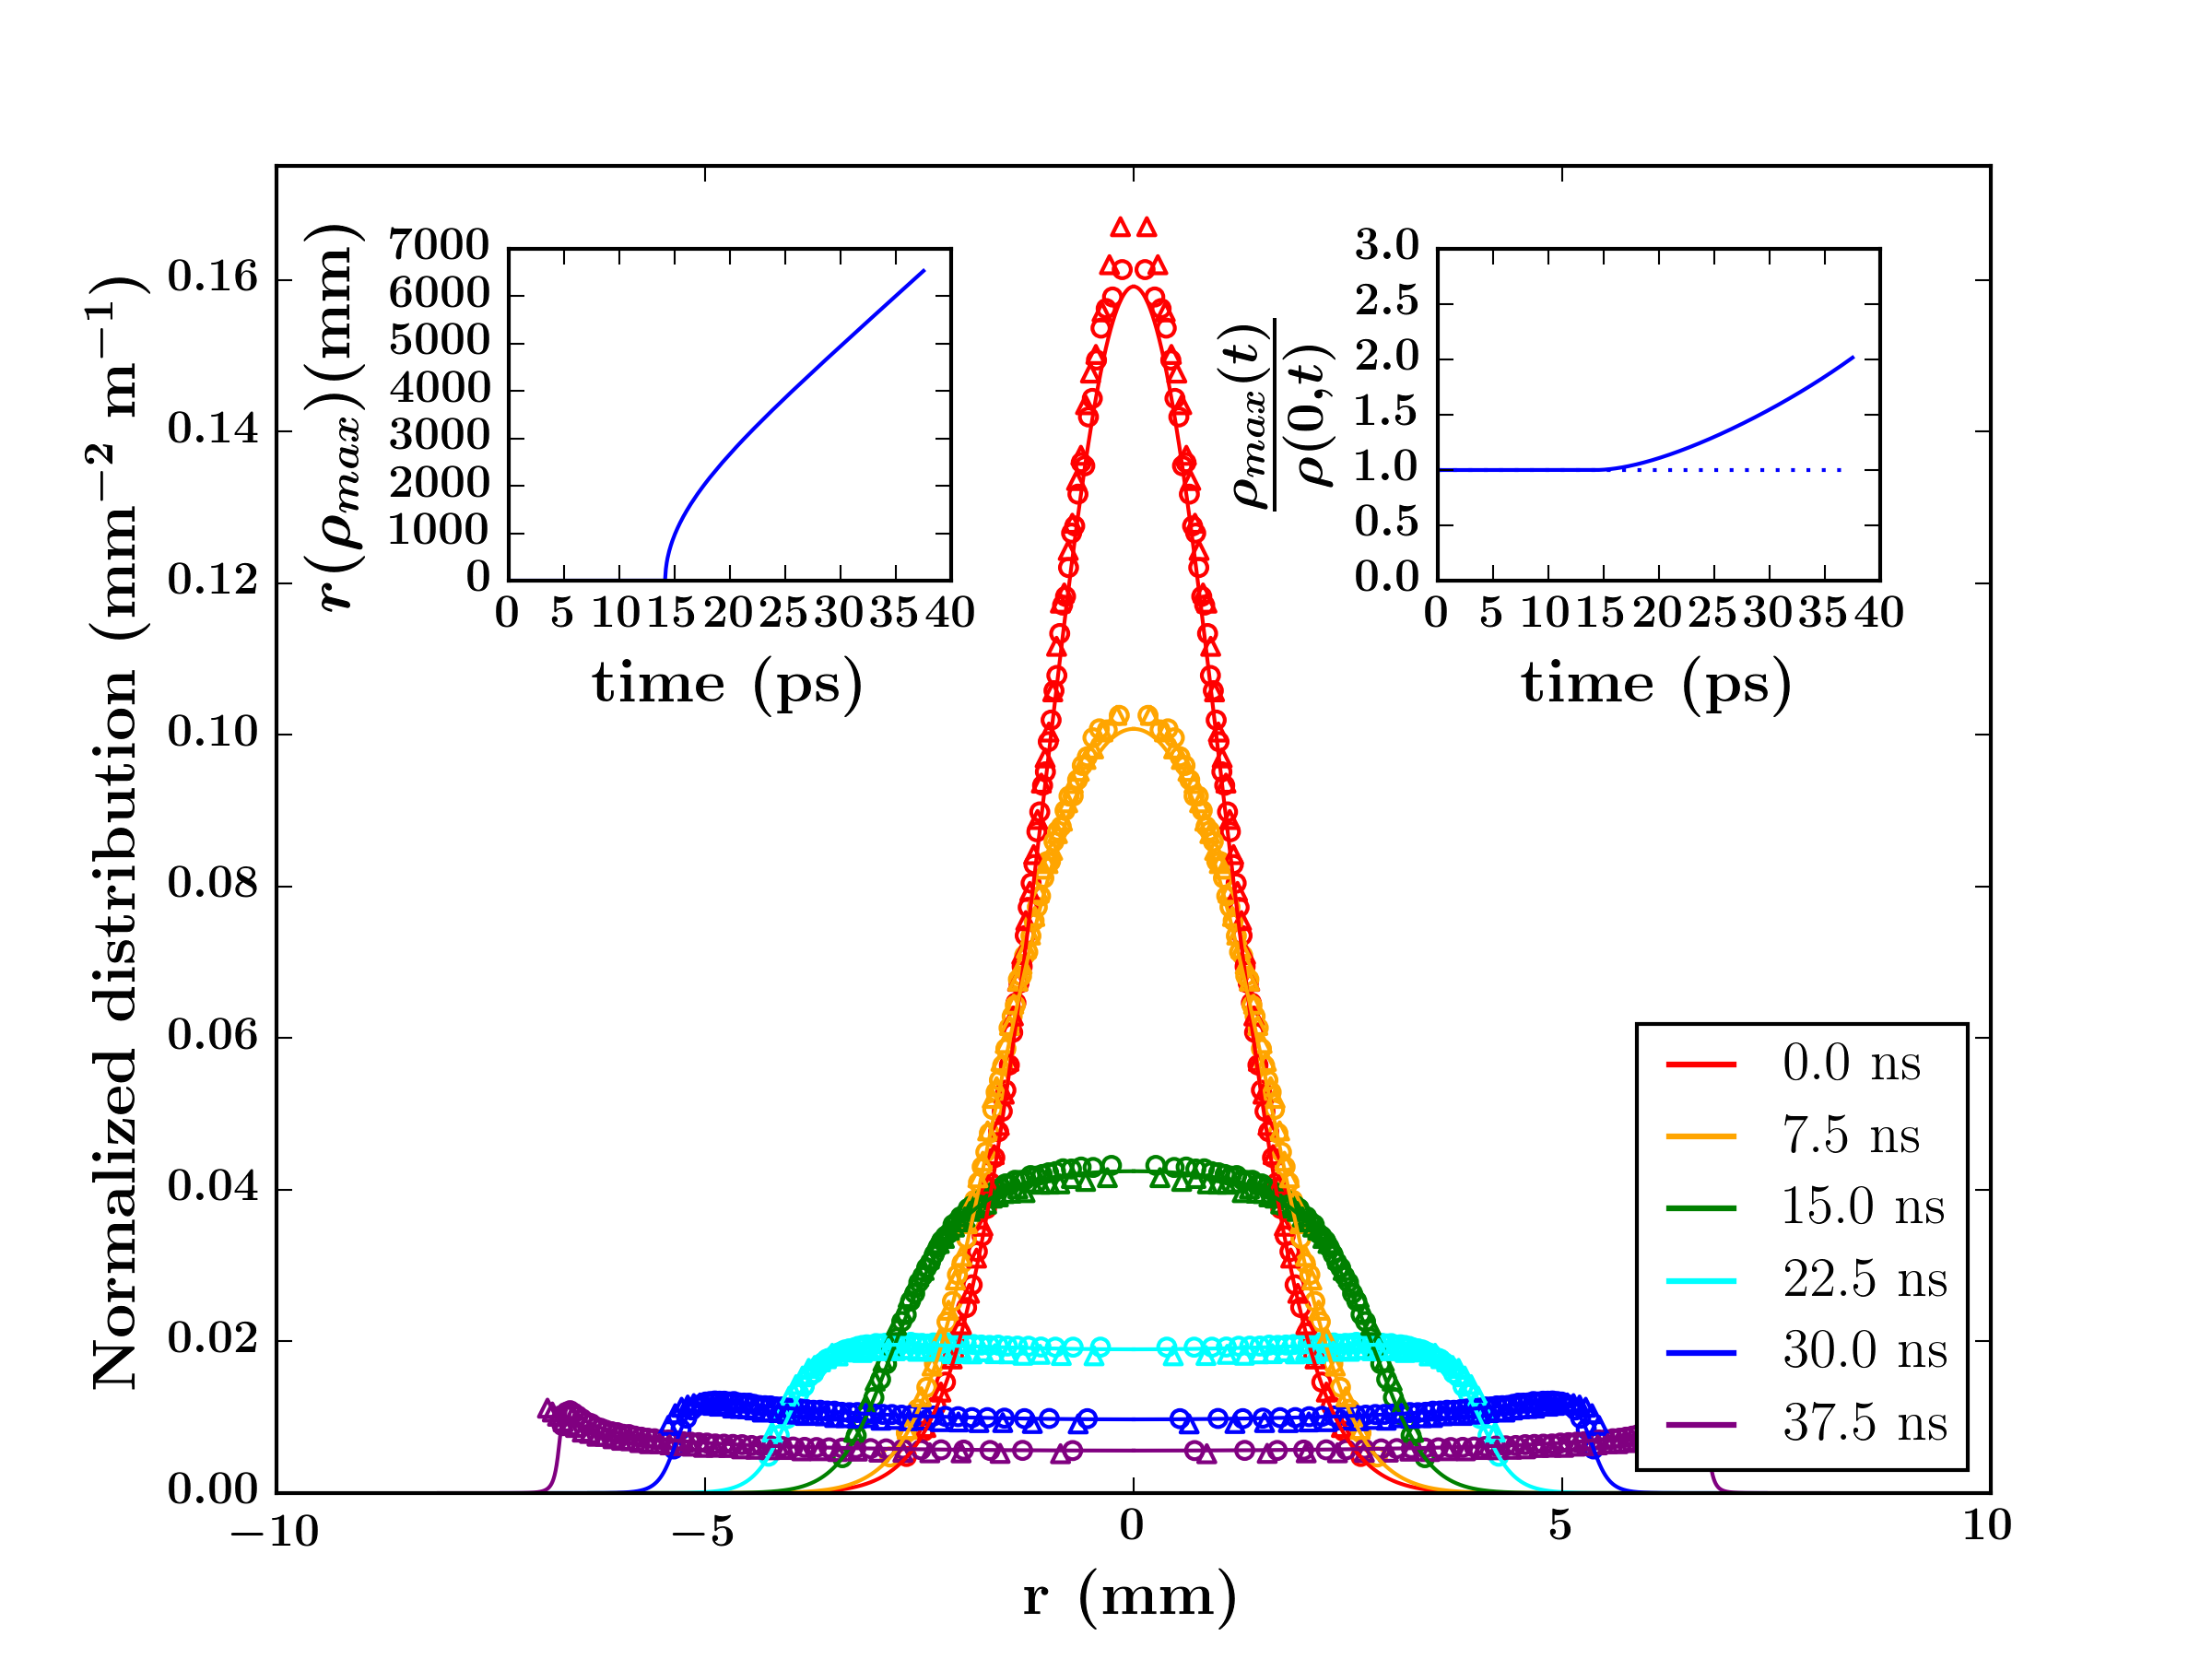 Normalized distribution (mm⁻² m⁻¹)
0.16
0.14
0.12
0.10
0.08
0.06
0.04
0.02
0.00
−10
−5
0
5
10
r (mm)
r(ρₘₐₓ)(mm)
7000
6000
5000
4000
3000
2000
1000
0
0 5 10 15 20 25 30 35 40
time (ps)
ρₘₐₓ(t)
ρ(0,t)
3.0
2.5
2.0
1.5
1.0
0.5
0.0
0 5 10 15 20 25 30 35 40
time (ps)
0.0 ns
7.5 ns
15.0 ns
22.5 ns
30.0 ns
37.5 ns